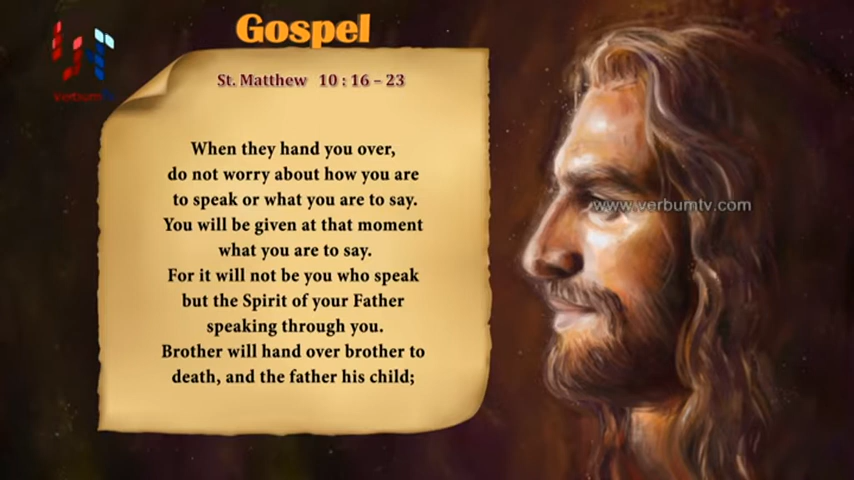 Gospel
St. Matthew 10 : 16 – 23
verbumtv
When they hand you over,
do not worry about how you are
to speak or what you are to say.
You will be given at that moment
what you are to say.
For it will not be you who speak
but the Spirit of your Father
speaking through you.
Brother will hand over brother to
death, and the father his child;
www.verbumtv.com